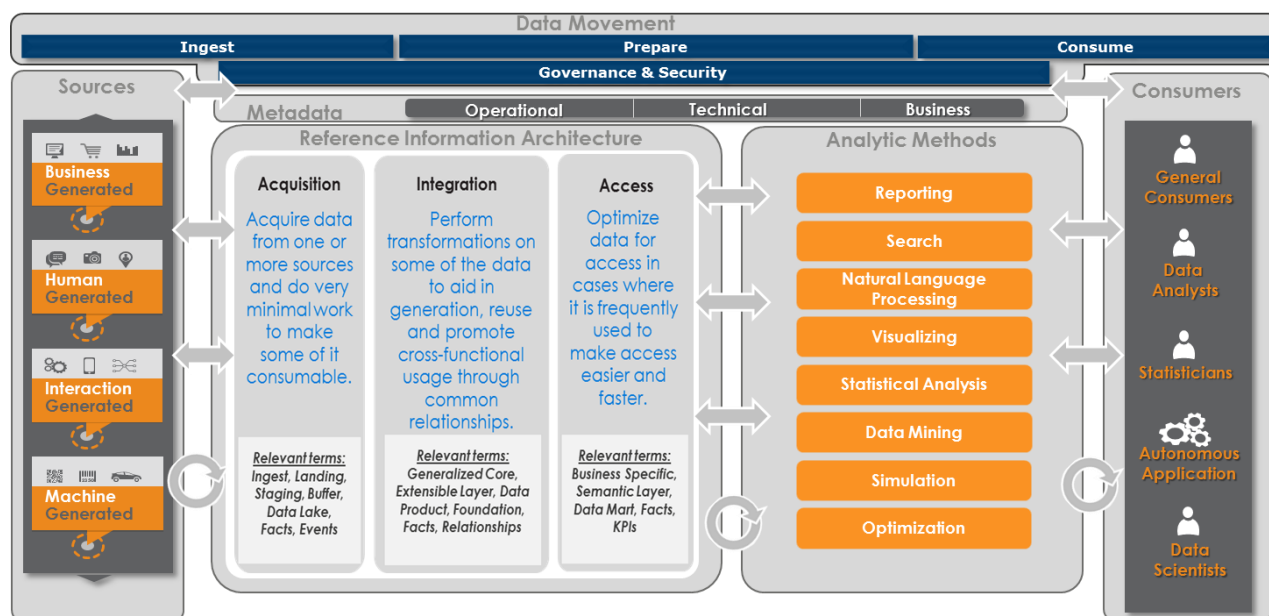 Data Movement
Ingest
Prepare
Consume
Governance & Security
Sources
Metadata
Operational
Technical
Business
Consumers
Business
Generated
Human
Generated
Interaction
Generated
Machine
Generated
Reference Information Architecture
Acquisition
Acquire data
from one or
more sources
and do very
minimal work
to make
some of it
consumable.
Relevant terms:
Ingest, Landing,
Staging, Buffer,
Data Lake,
Facts, Events
Integration
Perform
transformations on
some of the data
to aid in
generation, reuse
and promote
cross-functional
usage through
common
relationships.
Relevant terms:
Generalized Core,
Extensible Layer, Data
Product, Foundation,
Facts, Relationships
Access
Optimize
data for
access in
cases where
it is frequently
used to
make access
easier and
faster.
Relevant terms:
Business Specific,
Semantic Layer,
Data Mart, Facts,
KPIs
Analytic Methods
Reporting
Search
Natural Language
Processing
Visualizing
Statistical Analysis
Data Mining
Simulation
Optimization
General
Consumers
Data
Analysts
Statisticians
Autonomous
Application
Data
Scientists